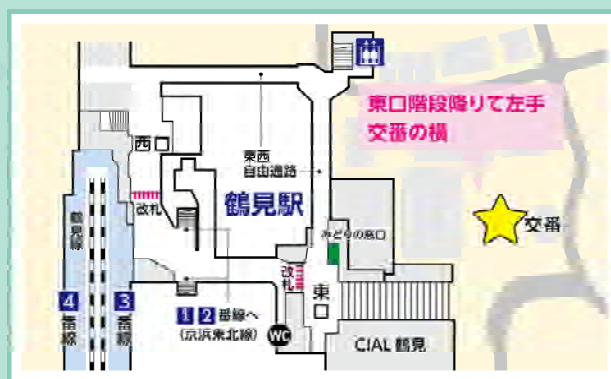 東口階段降りて左手
交番の横
西口
東西
自由通路
改札
鶴見駅
鶴見線
みどりの窓口
交番
改札
東口
4
番線
3
番線
1 2 番線へ
(京浜東北線)
WC
CIAL 鶴見